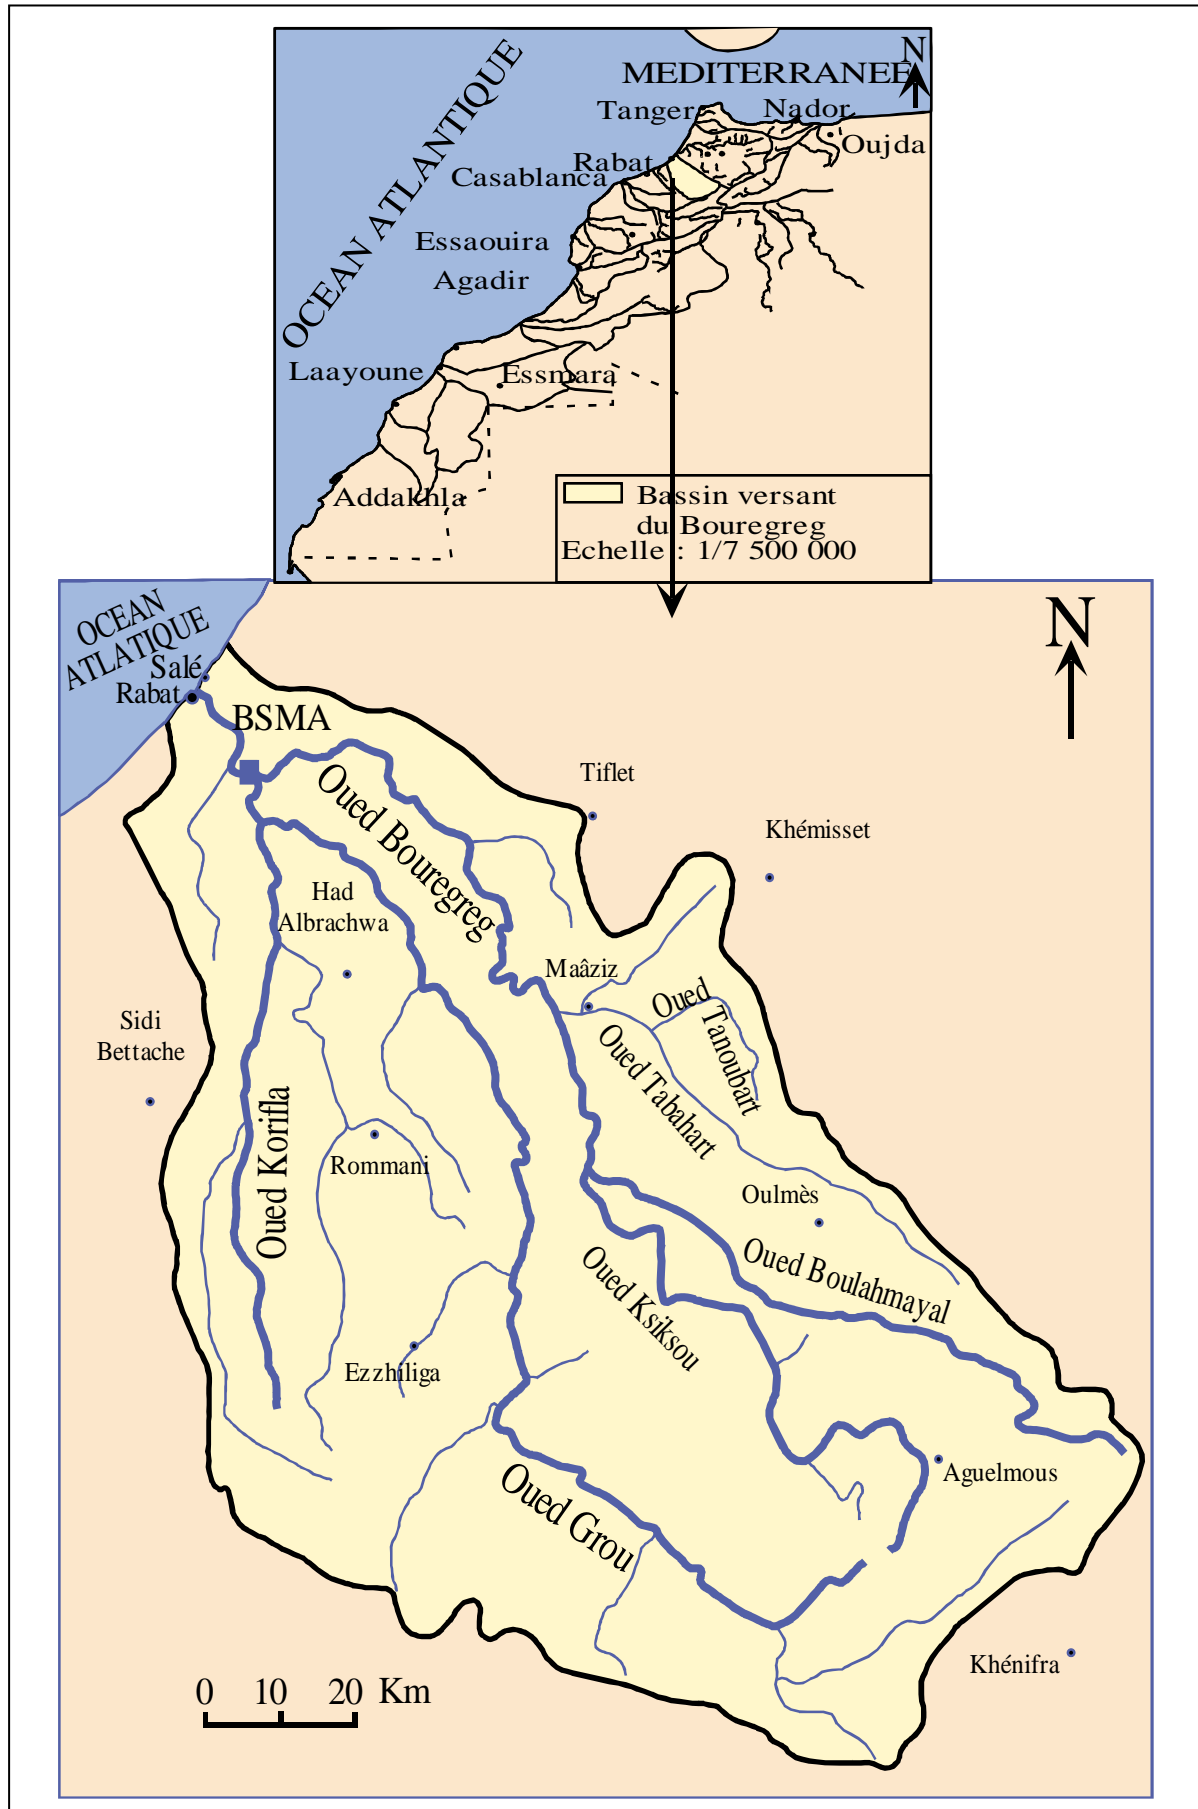 N
MEDITERRANEE
OCEAN ATLANTIQUE
Tanger
Nador
Oujda
Rabat
Casablanca
Essaouira
Agadir
Laayoune
Essmara
Addakhla
Bassin versant
du Bouregreg
Echelle : 1/7 500 000
OCEAN
ATLATIQUE
N
Salé
Rabat
BSMA
Tiflet
Oued Bouregreg
Khémisset
Had
Albrachwa
Maâziz
Oued
Tanoubart
Sidi
Bettache
Oued Tabahart
Oued Korifla
Rommani
Oulmès
Oued Boulahmayal
Oued Ksiksou
Ezzhiliga
Aguelmous
Oued Grou
Khénifra
0 10 20 Km